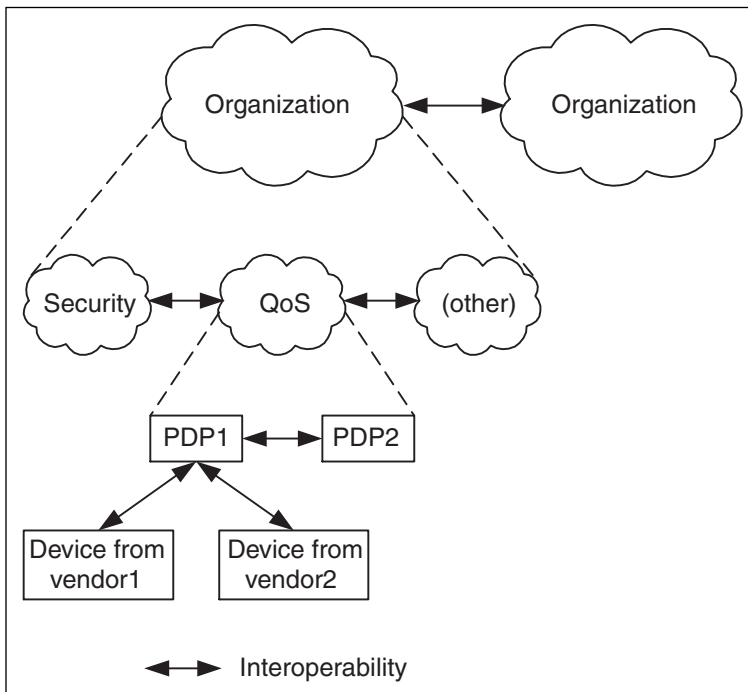 Organization
Organization
Security
QoS
(other)
PDP1
PDP2
Device from
vendor1
Device from
vendor2
Interoperability